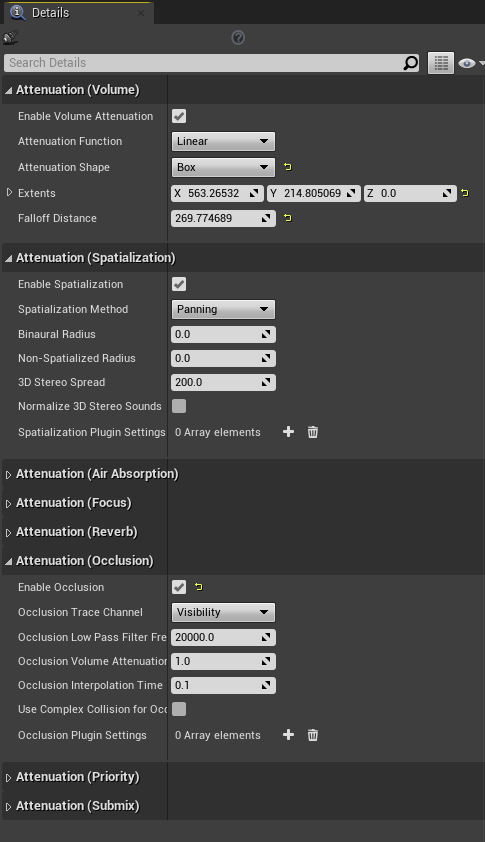 Details
Search Details
Attenuation (Volume)
Enable Volume Attenuation
Attenuation Function Linear
Attenuation Shape Box
Extents X 563.26532 Y 214.805069 Z 0.0
Falloff Distance 269.774689
Attenuation (Spatialization)
Enable Spatialization
Spatialization Method Panning
Binaural Radius 0.0
Non-Spatialized Radius 0.0
3D Stereo Spread 200.0
Normalize 3D Stereo Sounds
Spatialization Plugin Settings 0 Array elements
Attenuation (Air Absorption)
Attenuation (Focus)
Attenuation (Reverb)
Attenuation (Occlusion)
Enable Occlusion
Occlusion Trace Channel Visibility
Occlusion Low Pass Filter Fre 20000.0
Occlusion Volume Attenuation 1.0
Occlusion Interpolation Time 0.1
Use Complex Collision for Occ
Occlusion Plugin Settings 0 Array elements
Attenuation (Priority)
Attenuation (Submix)